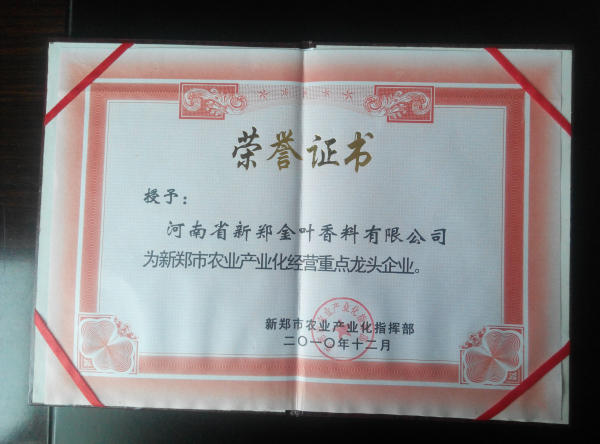 荣誉证书
授予：
河南省新郑金叶香料有限公司
为新郑市农业产业化经营重点龙头企业。
新郑市农业产业化指挥部
二〇一〇年十二月